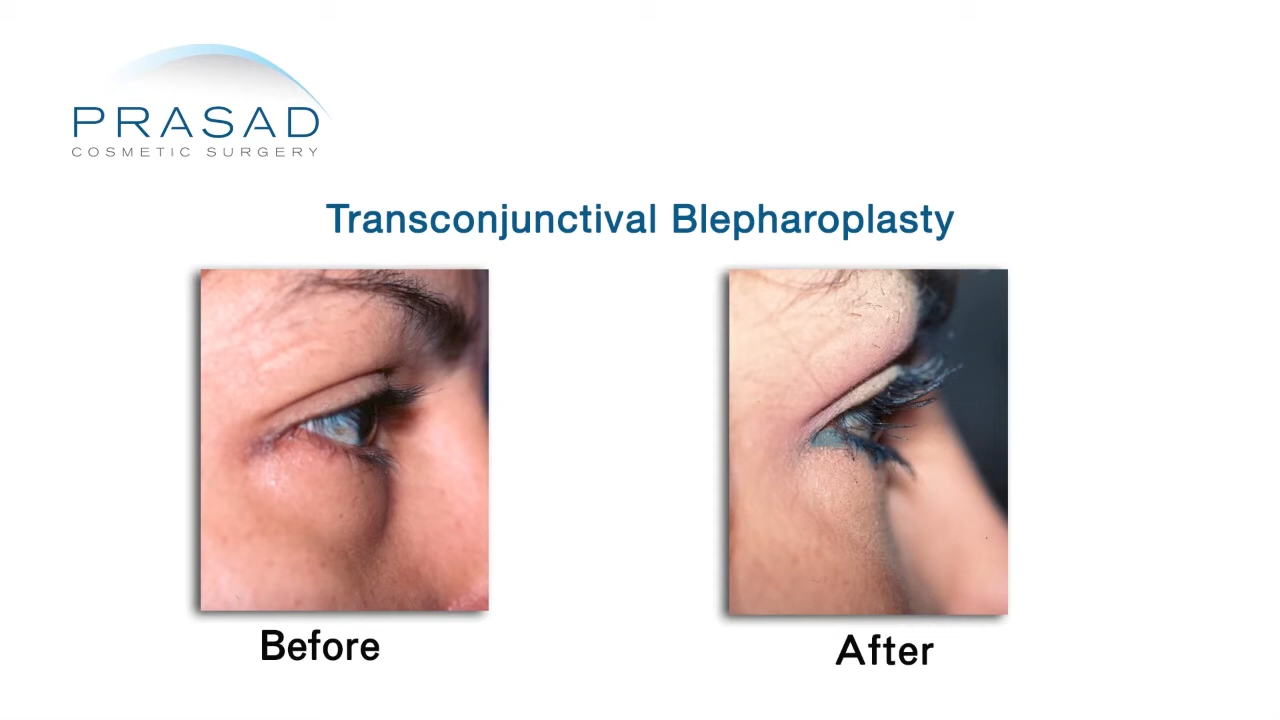 PRASAD
COSMETIC SURGERY
Transconjunctival Blepharoplasty
Before
After